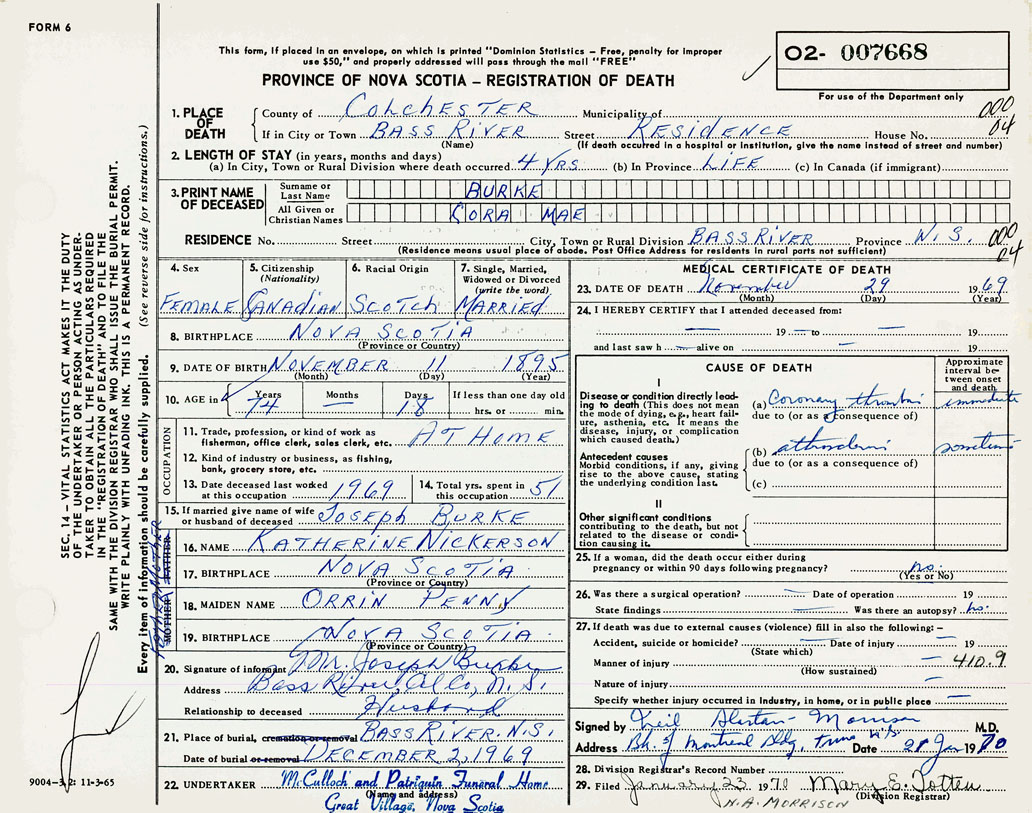 FORM 6
This form, if placed in an envelope, on which is printed "Dominion Statistics – Free, penalty for improper
use $50," and properly addressed will pass through the mail "FREE"
PROVINCE OF NOVA SCOTIA – REGISTRATION OF DEATH
02- 007668
For use of the Department only
SEC. 14 – VITAL STATISTICS ACT MAKES IT THE DUTY
OF THE UNDERTAKER OR PERSON ACTING AS UNDER-
TAKER TO OBTAIN ALL THE PARTICULARS REQUIRED
IN THE "REGISTRATION OF DEATH" AND TO FILE THE
SAME WITH THE DIVISION REGISTRAR WHO SHALL ISSUE THE BURIAL PERMIT.
WRITE PLAINLY WITH UNFADING INK. THIS IS A PERMANENT RECORD.
Every item of information should be carefully supplied. (See reverse side for instructions.)
1. PLACE OF DEATH
County of COLCHESTER Municipality of 000
If in City or Town BASS RIVER Street RESIDENCE House No. 04
(Name) (If death occurred in a hospital or institution, give the name instead of street and number)
2. LENGTH OF STAY (in years, months and days)
(a) In City, Town or Rural Division where death occurred 4 YRS (b) In Province LIFE (c) In Canada (if immigrant)
3. PRINT NAME OF DECEASED
Surname or Last Name BURKE
All Given or Christian Names CORA MAE
RESIDENCE No. Street City, Town or Rural Division BASS RIVER Province N.S. 000 04
(Residence means usual place of abode. Post Office Address for residents in rural parts not sufficient)
4. Sex FEMALE
5. Citizenship (Nationality) CANADIAN
6. Racial Origin SCOTCH
7. Single, Married, Widowed or Divorced (write the word) MARRIED
8. BIRTHPLACE NOVA SCOTIA
(Province or Country)
9. DATE OF BIRTH NOVEMBER 11 1895
(Month) (Day) (Year)
10. AGE in Years 74 Months — Days 18 If less than one day old hrs. or min.
OCCUPATION
11. Trade, profession, or kind of work as fisherman, office clerk, sales clerk, etc. AT HOME
12. Kind of industry or business, as fishing, bank, grocery store, etc.
13. Date deceased last worked at this occupation 1969
14. Total yrs. spent in this occupation 51
15. If married give name of wife or husband of deceased JOSEPH BURKE
MOTHER FATHER
16. NAME KATHERINE NICKERSON
17. BIRTHPLACE NOVA SCOTIA
(Province or Country)
FATHER MOTHER
18. MAIDEN NAME ORRIN PENNY
19. BIRTHPLACE NOVA SCOTIA
(Province or Country)
20. Signature of informant Mr. Joseph Burke
Address Bass River, Col Co, N.S.
Relationship to deceased Husband
21. Place of burial, cremation or removal BASS RIVER. N.S.
Date of burial or removal DECEMBER 2, 1969
22. UNDERTAKER McCulloch and Patriquin Funeral Home
(Name and address)
Great Village, Nova Scotia
9004-3, 2: 11-3-65
MEDICAL CERTIFICATE OF DEATH
23. DATE OF DEATH November 29 1969
(Month) (Day) (Year)
24. I HEREBY CERTIFY that I attended deceased from:
— 19 — to — 19
and last saw h — alive on — 19
CAUSE OF DEATH
Approximate interval between onset and death
I
Disease or condition directly leading to death (This does not mean the mode of dying, e.g., heart failure, asthenia, etc. It means the disease, injury, or complication which caused death.)
(a) Coronary immediate
due to (or as a consequence of)
Antecedent causes
Morbid conditions, if any, giving rise to the above cause, stating the underlying condition last.
(b)
due to (or as a consequence of)
(c)
II
Other significant conditions contributing to the death, but not related to the disease or condition causing it.
25. If a woman, did the death occur either during pregnancy or within 90 days following pregnancy? no.
(Yes or No)
26. Was there a surgical operation? — Date of operation 19
State findings — Was there an autopsy? no.
27. If death was due to external causes (violence) fill in also the following: –
Accident, suicide or homicide? — Date of injury — 19
(State which)
Manner of injury — 410.9
(How sustained)
Nature of injury —
Specify whether injury occurred in industry, in home, or in public place —
Signed by Neil Morrison M.D.
Address Bk. of Montreal Bldg, Truro N.S. Date 21 Jan 1970
28. Division Registrar's Record Number
29. Filed January 23 1970 Mary E. Totten
(Division Registrar)
N.A. MORRISON